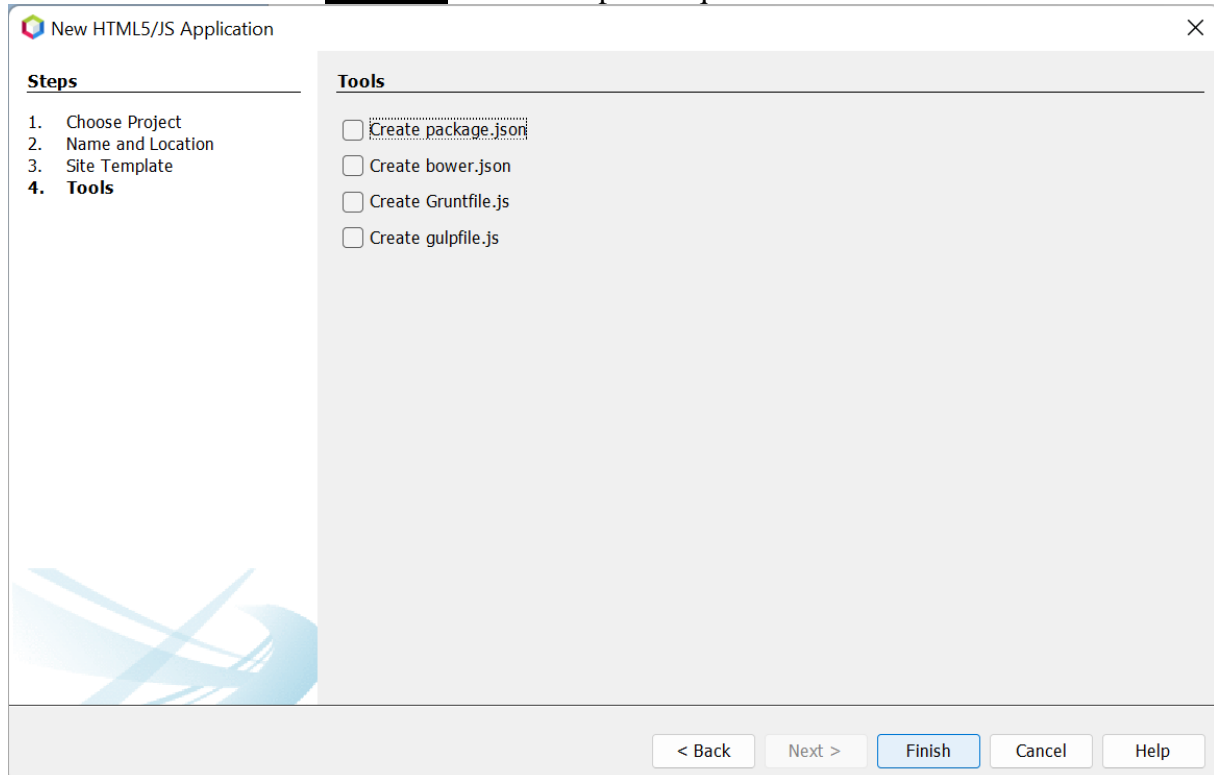 New HTML5/JS Application
Steps
1. Choose Project
2. Name and Location
3. Site Template
4. Tools
Tools
Create package.json
Create bower.json
Create Gruntfile.js
Create gulpfile.js
< Back Next > Finish Cancel Help